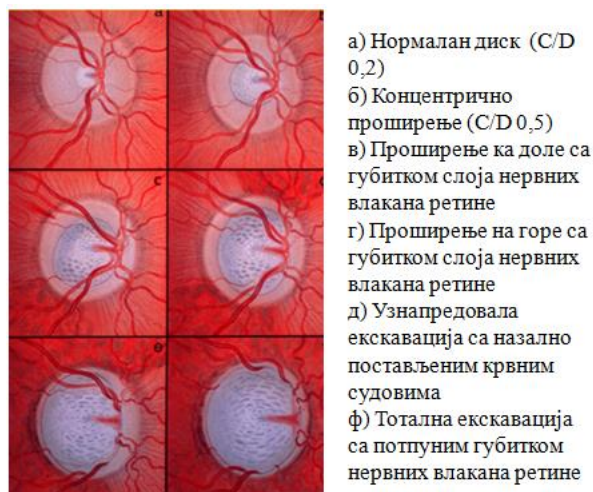 а) Нормалан диск (C/D
0,2)
б) Концентрично
проширење (C/D 0,5)
в) Проширење ка доле са
губитком слоја нервних
влакана ретине
г) Проширење на горе са
губитком слоја нервних
влакана ретине
д) Узнапредовала
екскавација са назално
постављеним крвним
судовима
ф) Тотална екскавација
са потпуним губитком
нервних влакана ретине